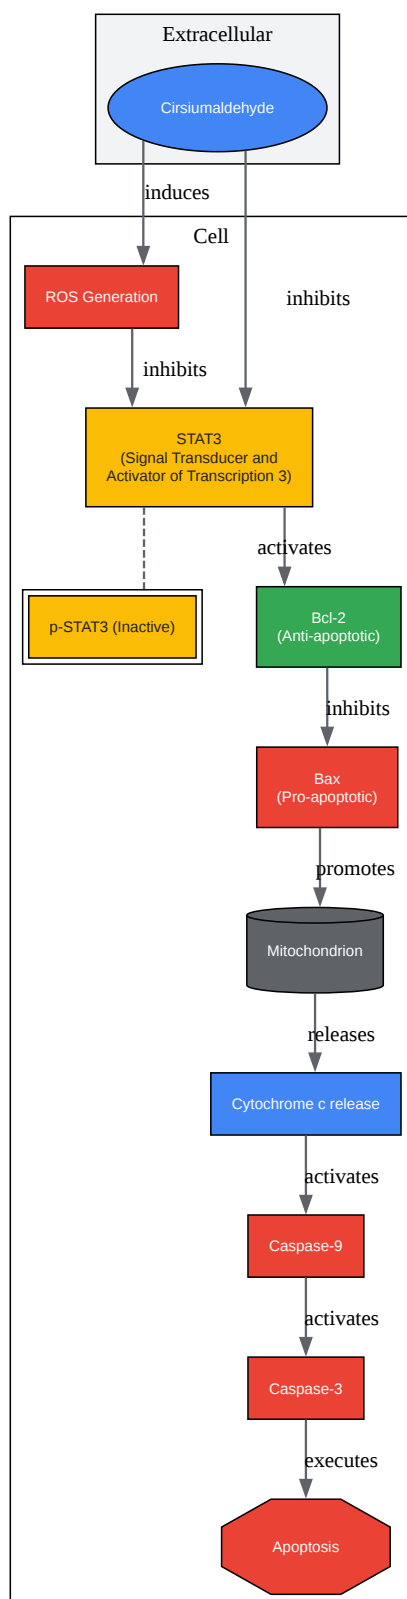 Extracellular
Cirsiumaldehyde
induces
Cell
ROS Generation
inhibits
inhibits
STAT3
(Signal Transducer and
Activator of Transcription 3)
activates
p-STAT3 (Inactive)
Bcl-2
(Anti-apoptotic)
inhibits
Bax
(Pro-apoptotic)
promotes
Mitochondrion
releases
Cytochrome c release
activates
Caspase-9
activates
Caspase-3
executes
Apoptosis